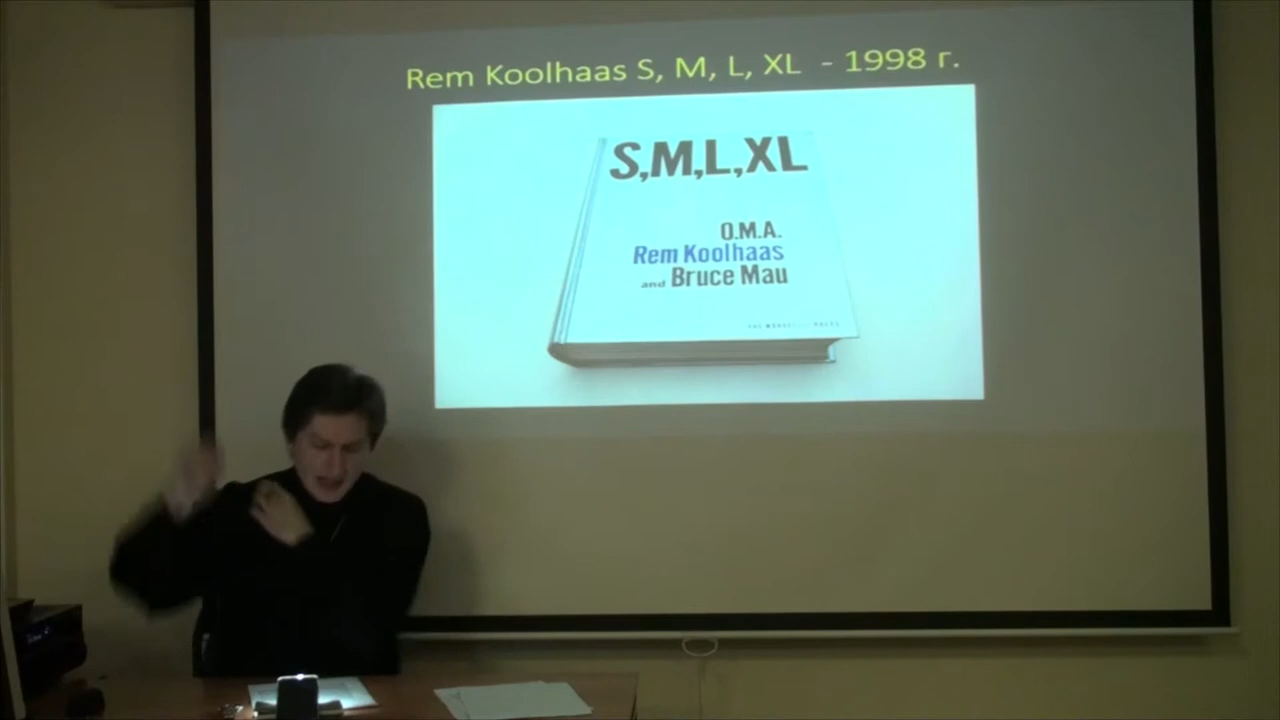 Rem Koolhaas S, M, L, XL - 1998 г.
S,M,L,XL
O.M.A.
Rem Koolhaas
and Bruce Mau